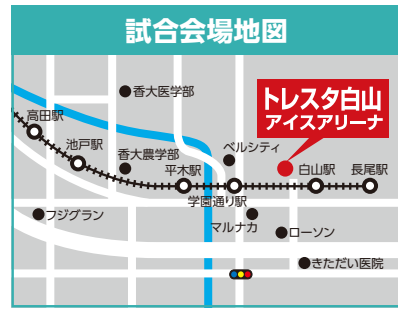 試合会場地図
香大医学部
トレスタ白山
アイスアリーナ
高田駅
池戸駅
香大農学部
平木駅
ベルシティ
白山駅
長尾駅
学園通り駅
フジグラン
マルナカ
ローソン
きただい医院